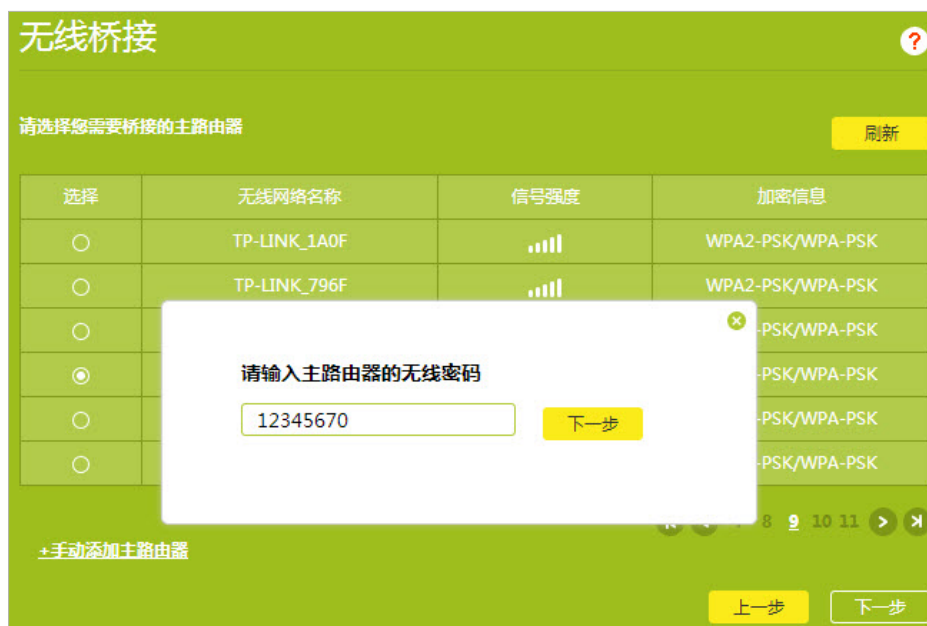 无线桥接
?
请选择您需要桥接的主路由器
刷新
选择 无线网络名称 信号强度 加密信息
TP-LINK_1A0F WPA2-PSK/WPA-PSK
TP-LINK_796F WPA2-PSK/WPA-PSK
-PSK/WPA-PSK
请输入主路由器的无线密码
-PSK/WPA-PSK
12345670 下一步
-PSK/WPA-PSK
-PSK/WPA-PSK
8 9 10 11
+手动添加主路由器
上一步 下一步